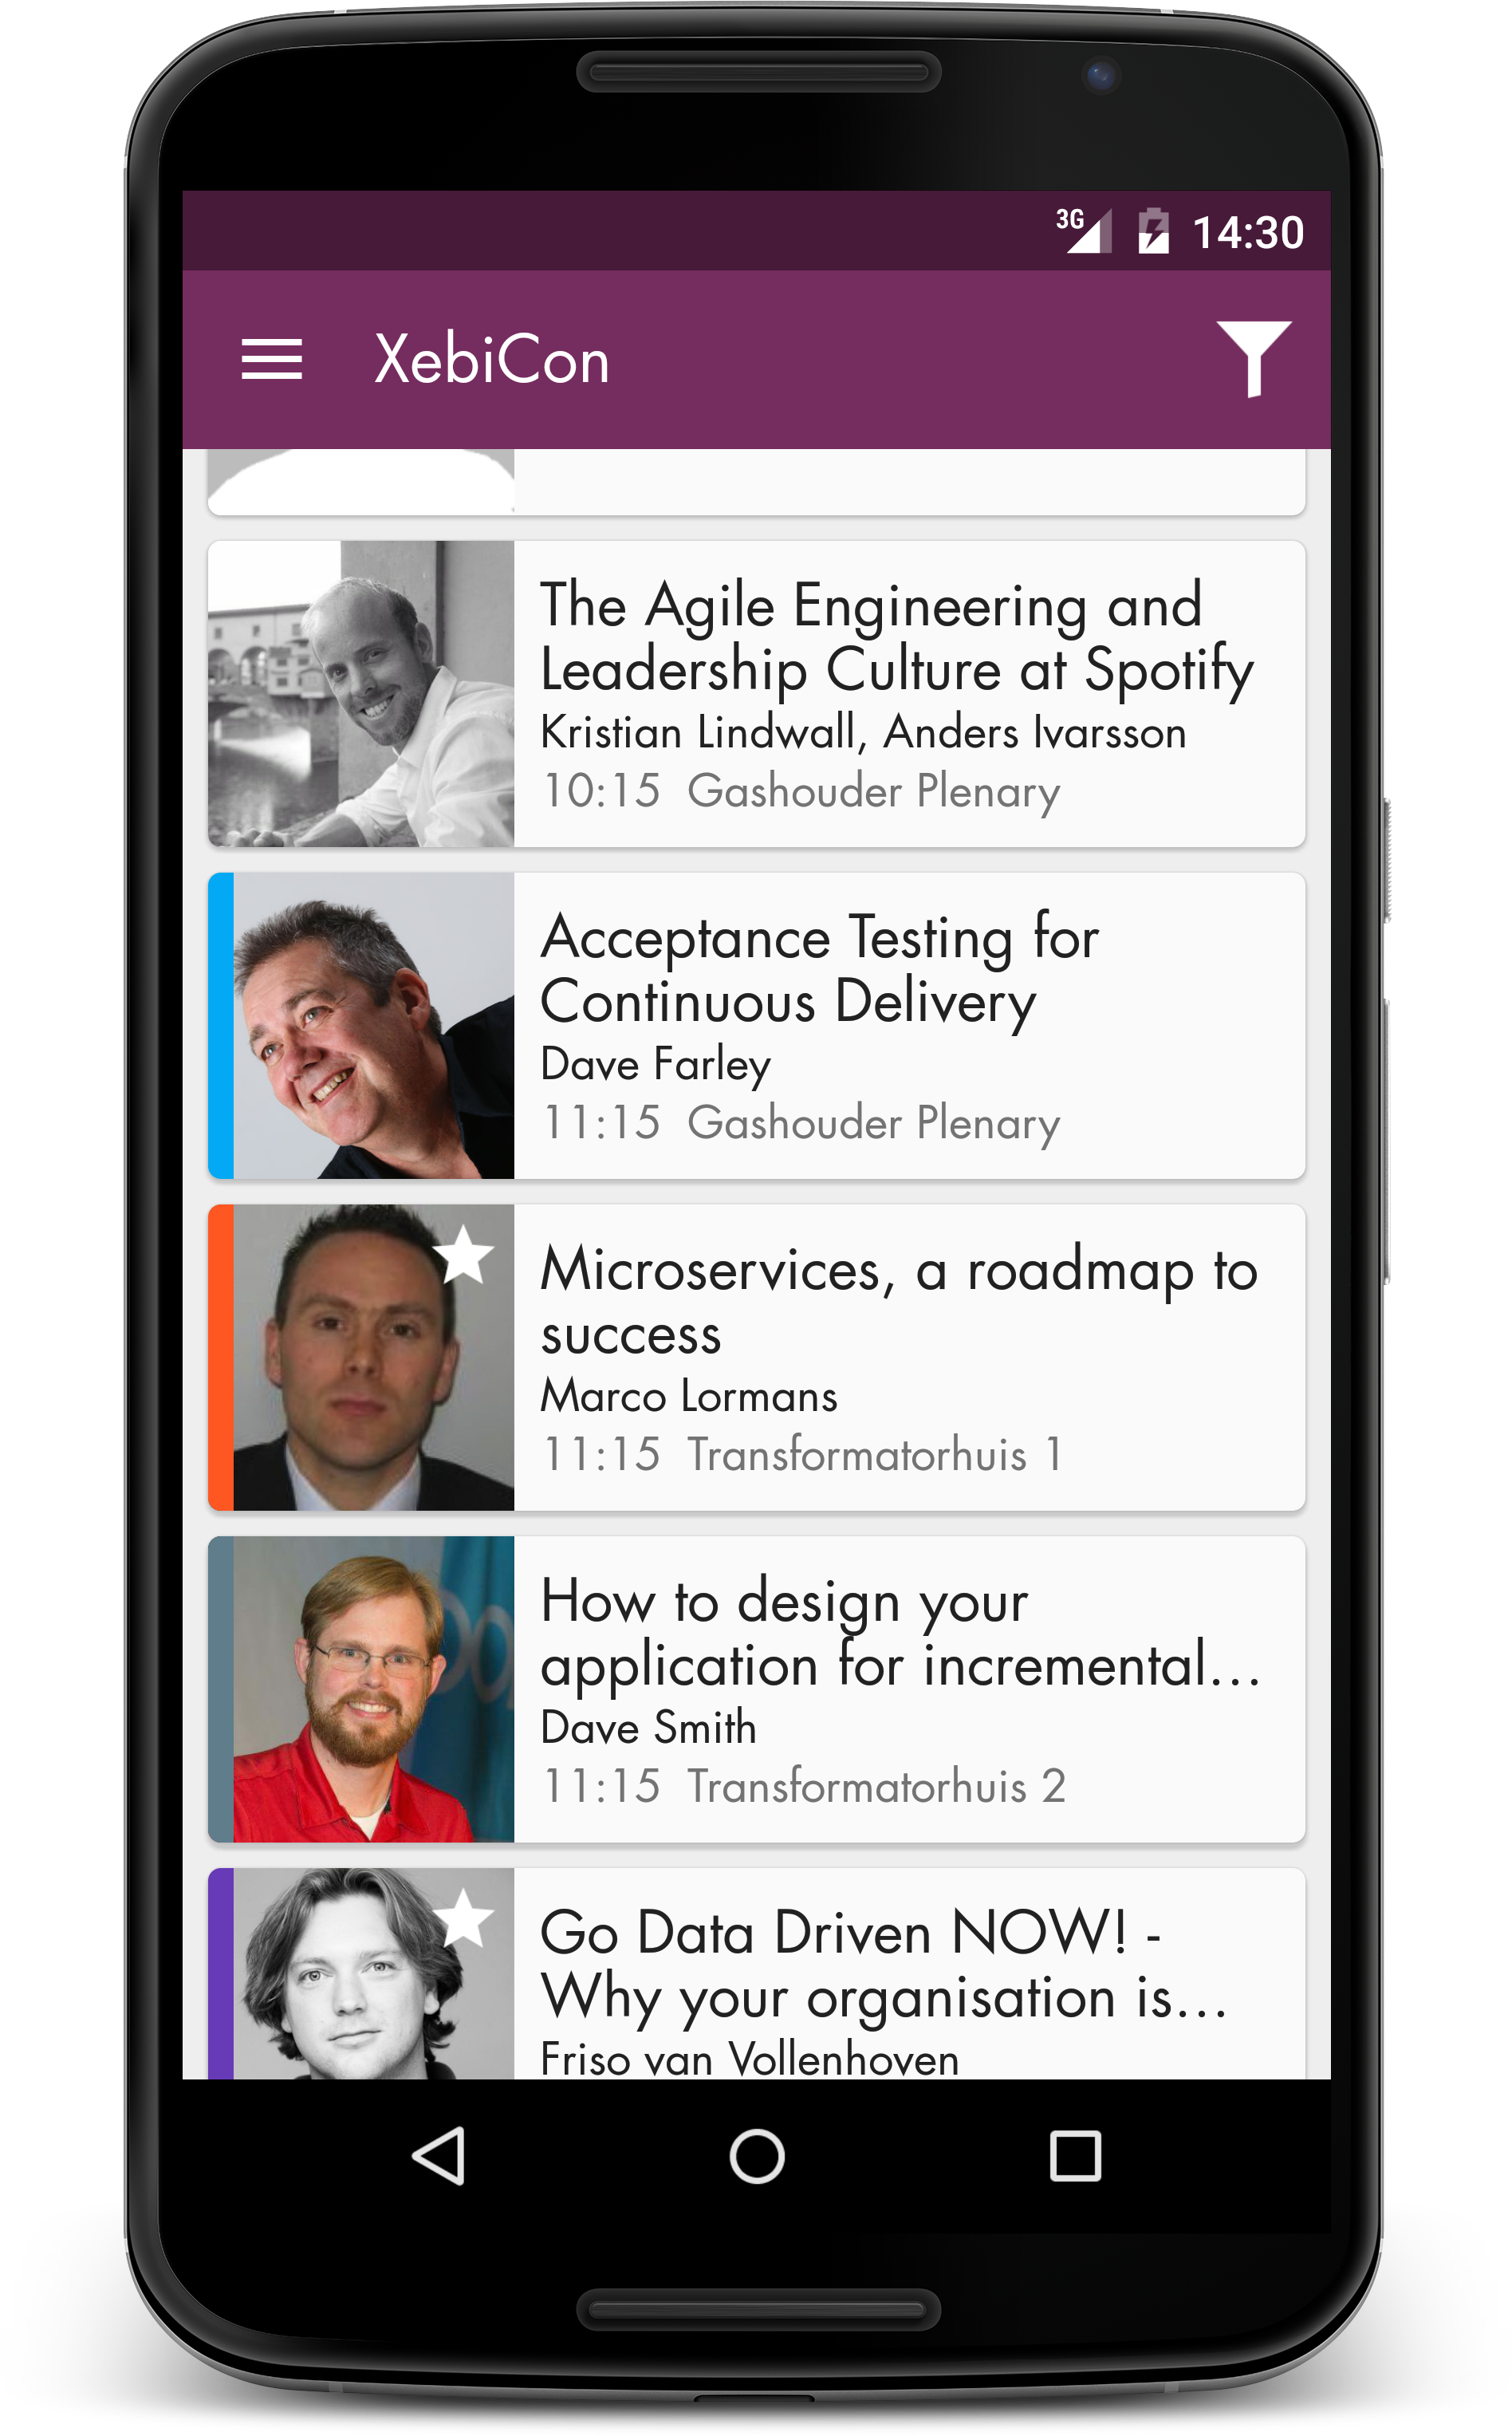 3G 14:30
XebiCon
The Agile Engineering and
Leadership Culture at Spotify
Kristian Lindwall, Anders Ivarsson
10:15 Gashouder Plenary
Acceptance Testing for
Continuous Delivery
Dave Farley
11:15 Gashouder Plenary
Microservices, a roadmap to
success
Marco Lormans
11:15 Transformatorhuis 1
How to design your
application for incremental...
Dave Smith
11:15 Transformatorhuis 2
Go Data Driven NOW! -
Why your organisation is...
Friso van Vollenhoven